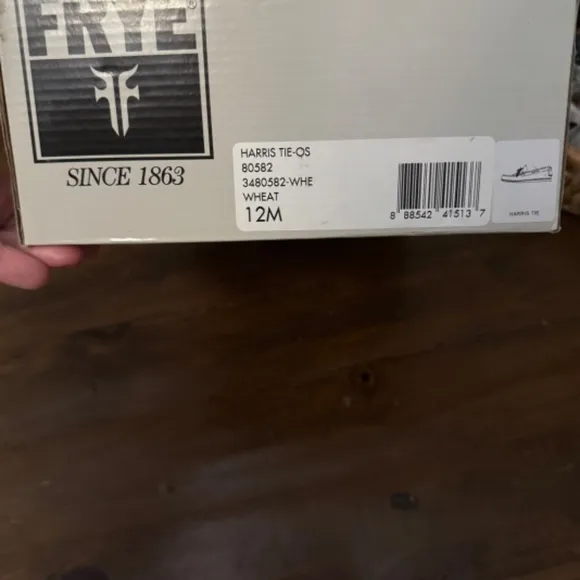 FRYE®
SINCE 1863
HARRIS TIE-OS
80582
3480582-WHE
WHEAT
12M
8 88542 41513 7
HARRIS TIE